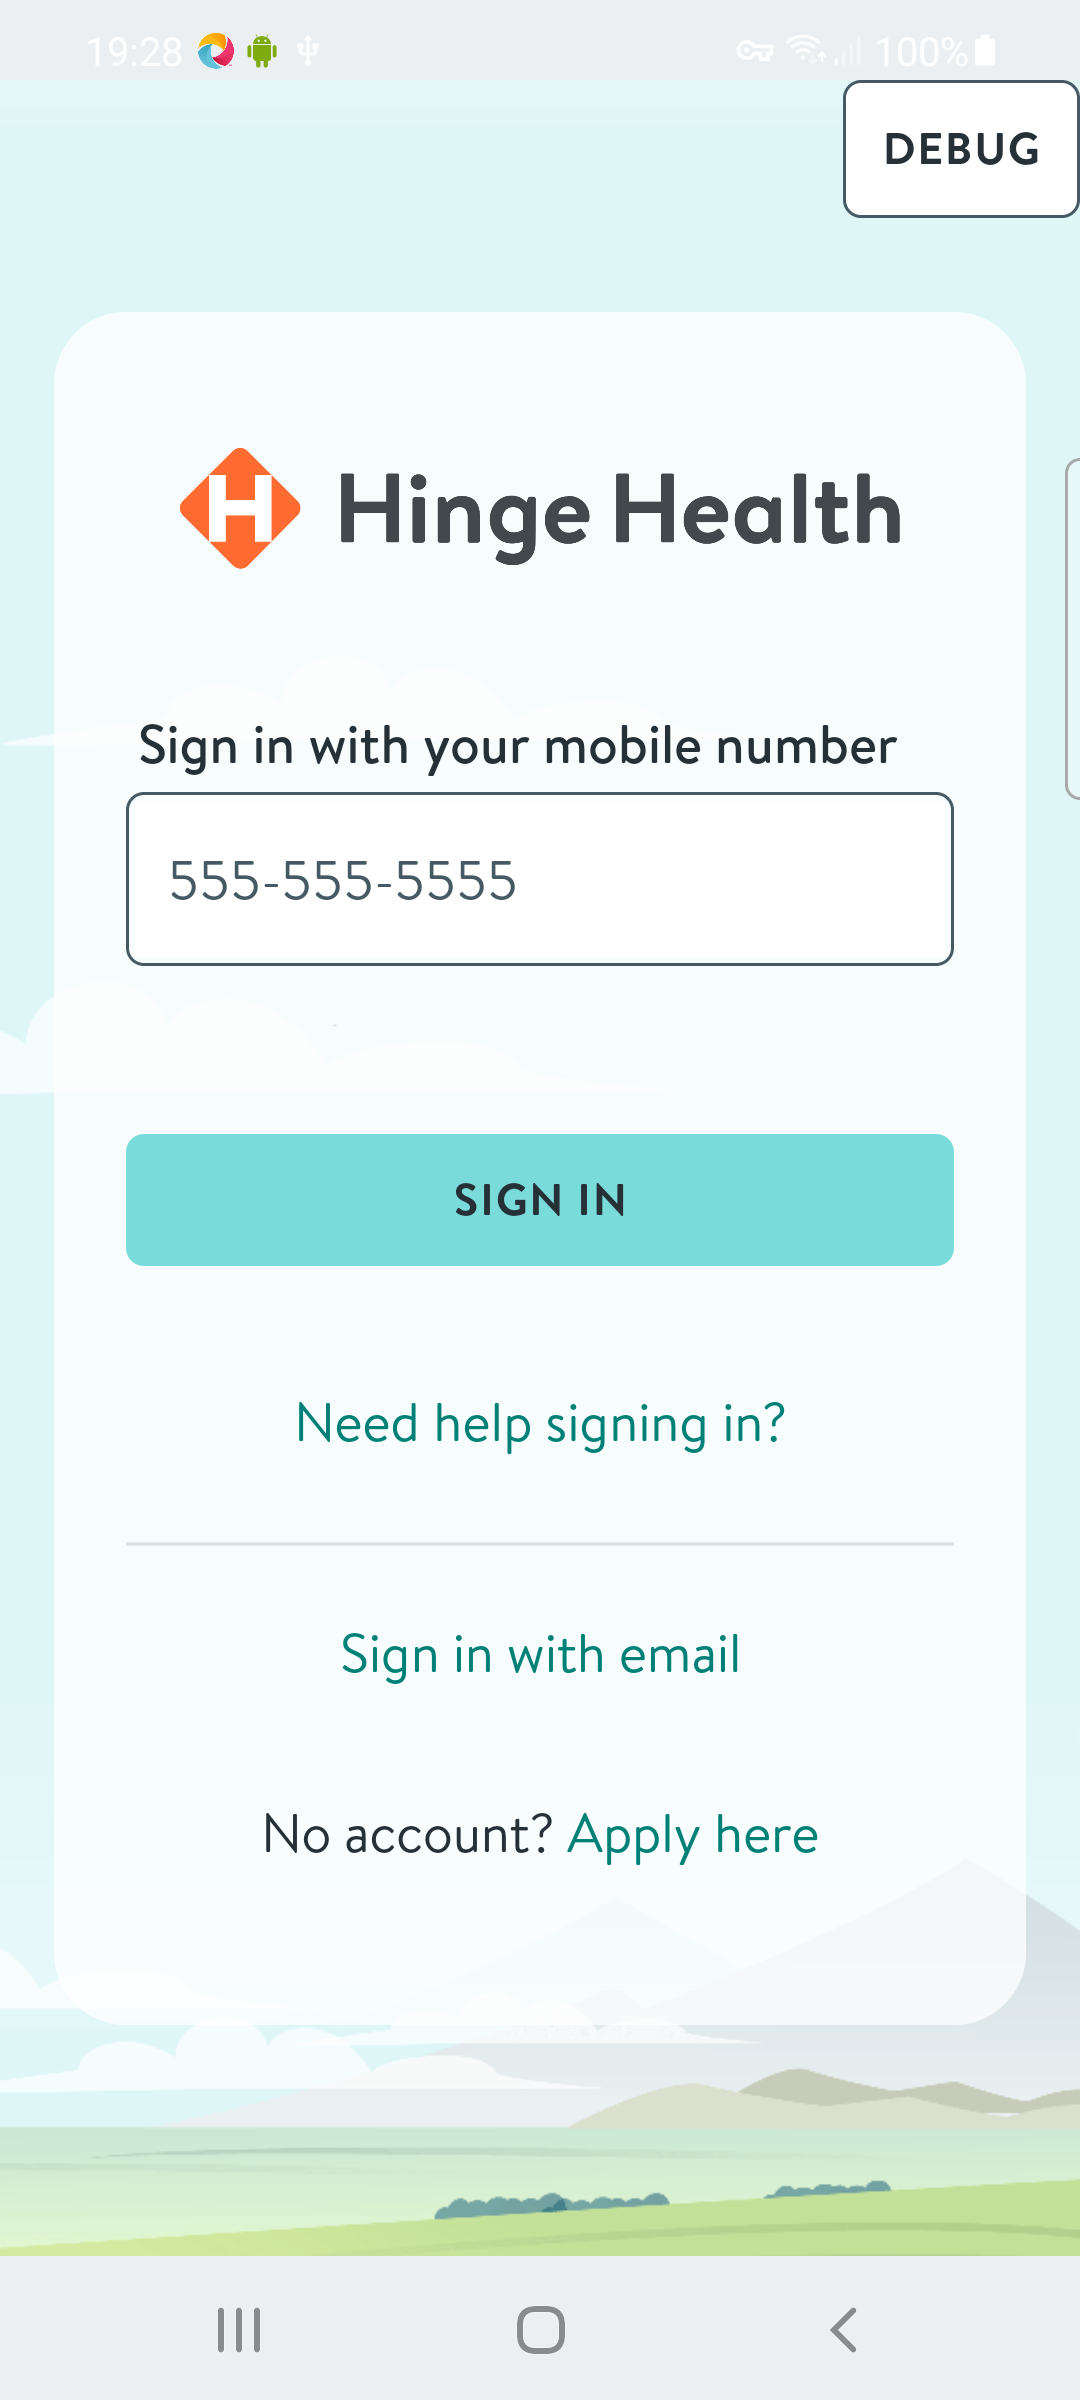 19:28
100%
DEBUG
Hinge Health
Sign in with your mobile number
555-555-5555
SIGN IN
Need help signing in?
Sign in with email
No account? Apply here